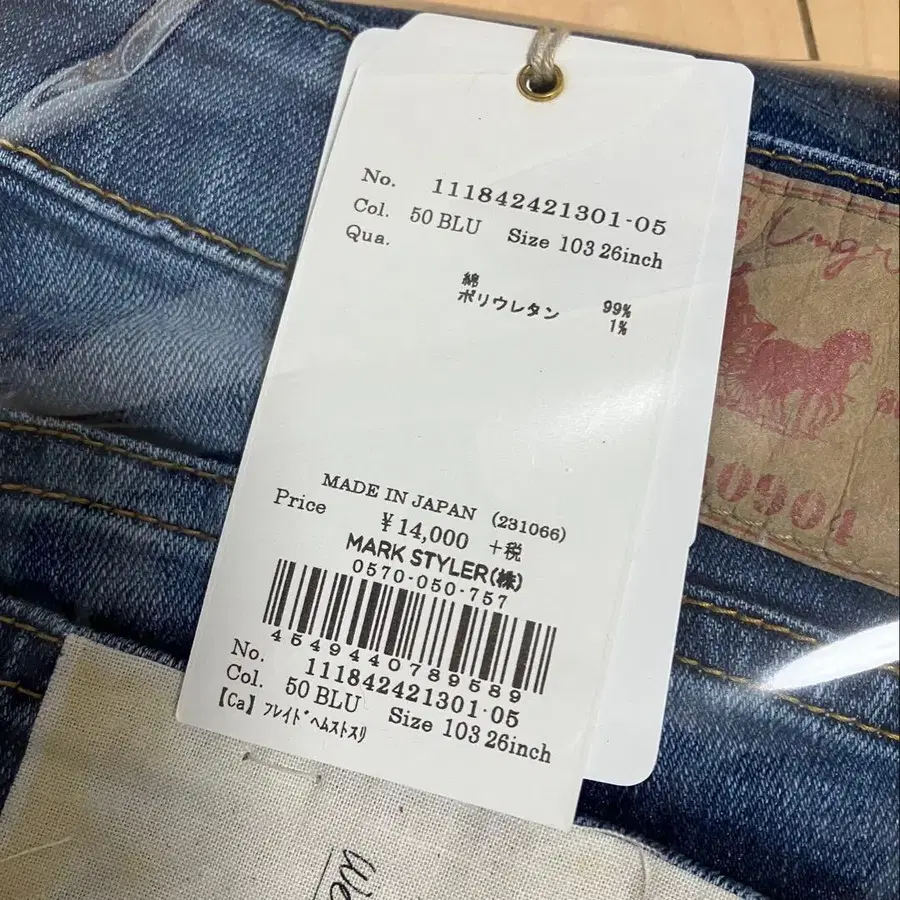 No. 111842421301-05
Col. 50 BLU Size 103 26inch
Qua.
綿 99%
ポリウレタン 1%
MADE IN JAPAN (231066)
Price ¥14,000 +税
MARK STYLER(株)
0570-050-757
4549440789589
No. 111842421301-05
Col. 50 BLU Size 103 26inch
【Ca】フレイドヘムストスリ
We